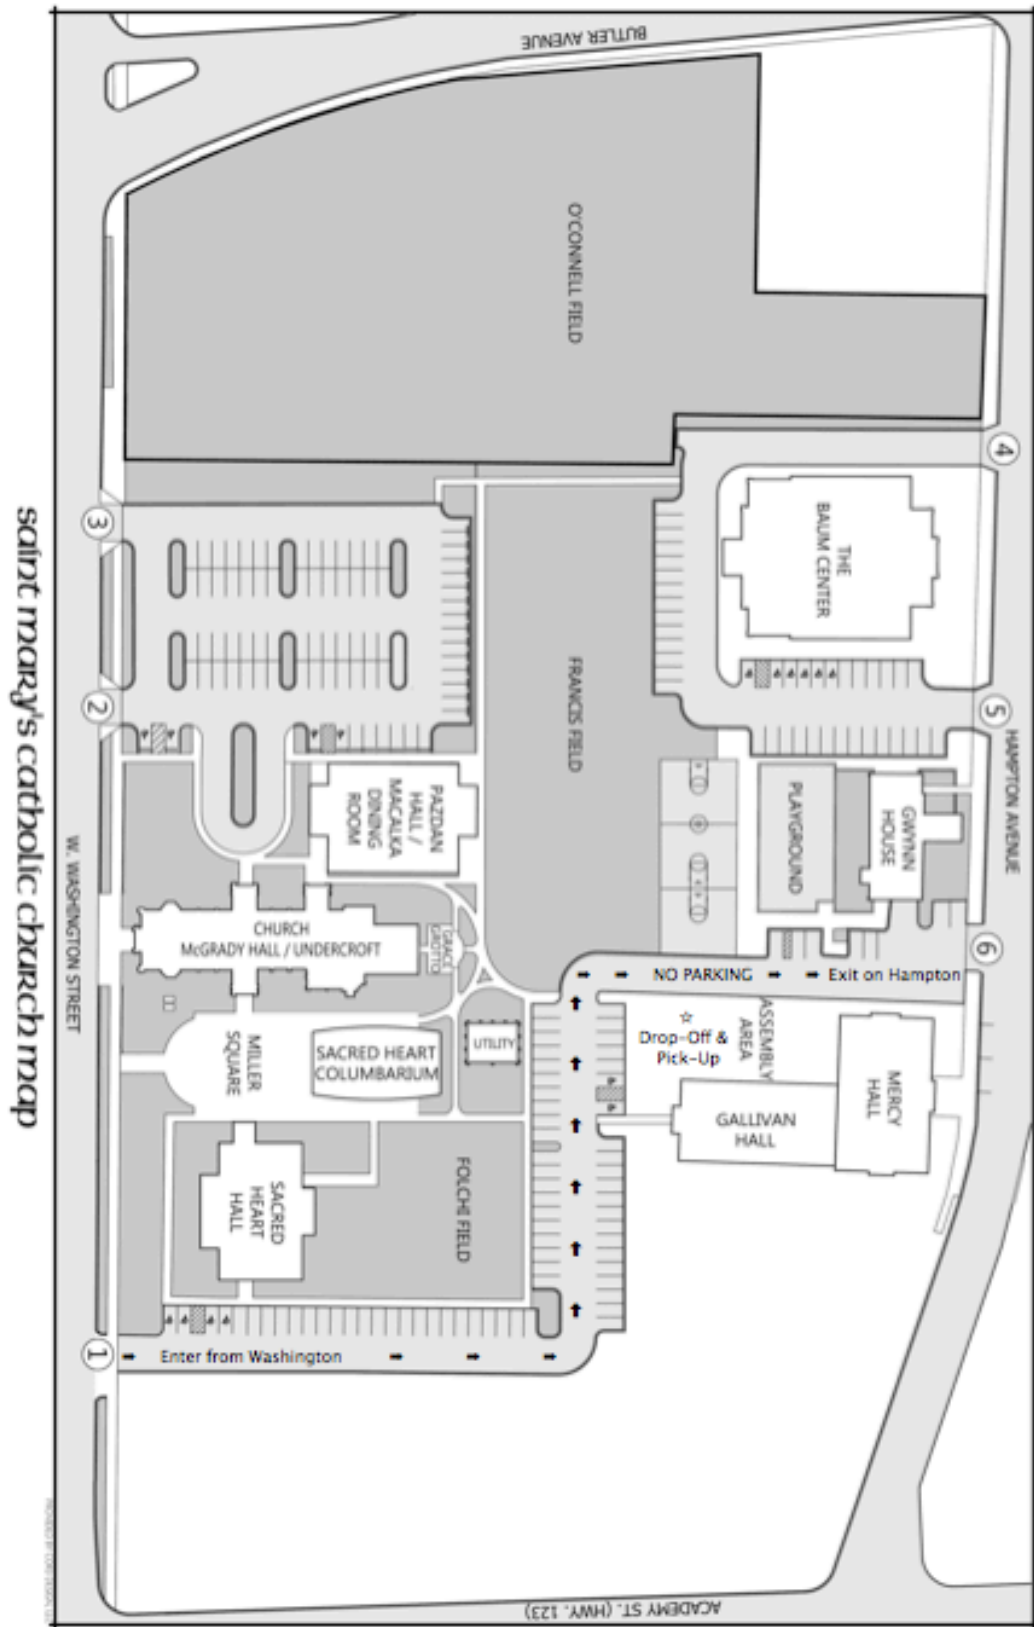 saint mary's catholic church map
BUTLER AVENUE
O'CONNELL FIELD
4
THE
BAUM CENTER
3
2
FRANCIS FIELD
5
HAMPTON AVENUE
PAZDAN
HALL /
MACALKA
DINING
ROOM
PLAYGROUND
GWYNN
HOUSE
W. WASHINGTON STREET
CHURCH
McGRADY HALL / UNDERCROFT
GRACE
GROTTO
6
NO PARKING
Exit on Hampton
MILLER
SQUARE
SACRED HEART
COLUMBARIUM
UTILITY
Drop-Off &
Pick-Up
ASSEMBLY
AREA
MERCY
HALL
GALLIVAN
HALL
SACRED
HEART
HALL
FOLCHI FIELD
1
Enter from Washington
ACADEMY ST. (HWY. 123)